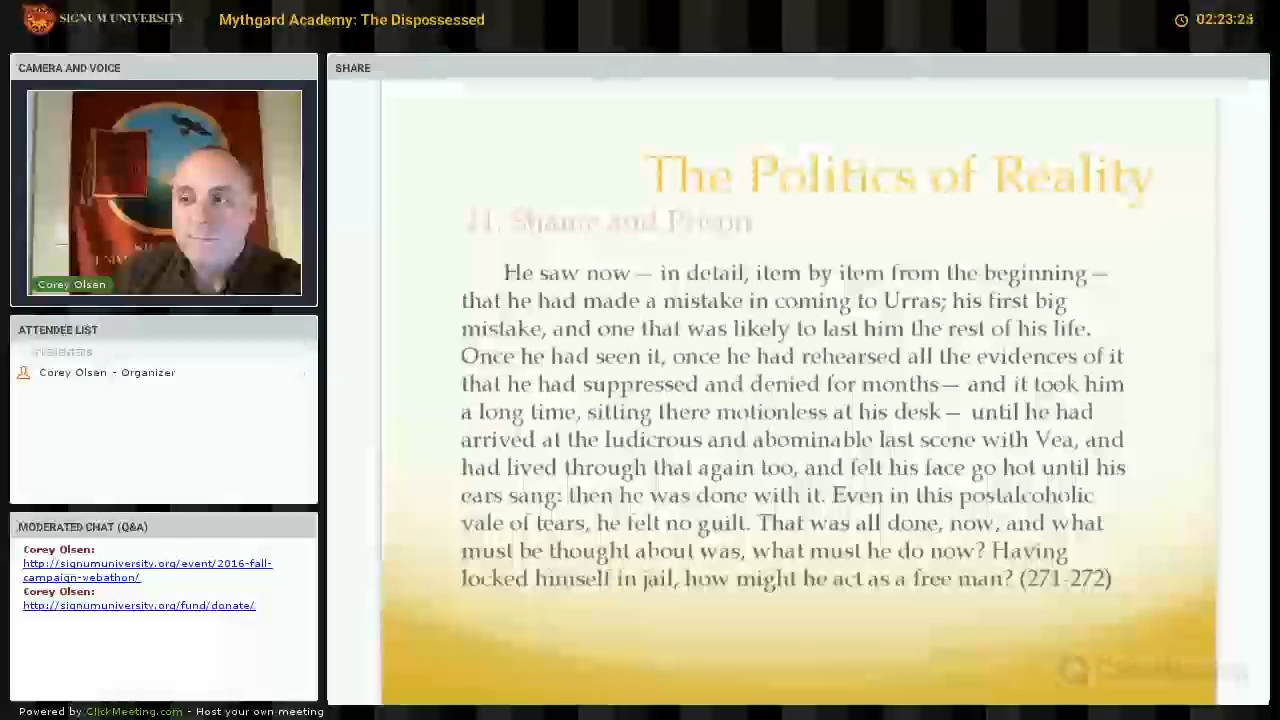 SIGNUM UNIVERSITY
Mythgard Academy: The Dispossessed
CAMERA AND VOICE
Corey Olsen
ATTENDEE LIST
Corey Olsen - Organizer
MODERATED CHAT (Q&A)
Corey Olsen:
http://signumuniversity.org/event/2016-fall-
campaign-webathon/
Corey Olsen:
http://signumuniversity.org/fund/donate/
Powered by ClickMeeting.com - Host your own meeting
SHARE
The Politics of Reality
Shame and Prison
He saw now — in detail, item by item from the beginning —
that he had made a mistake in coming to Urras; his first big
mistake, and one that was likely to last him the rest of his life.
Once he had seen it, once he had rehearsed all the evidences of it
that he had suppressed and denied for months— and it took him
a long time, sitting there motionless at his desk— until he had
arrived at the ludicrous and abominable last scene with Vea, and
had lived through that again too, and felt his face go hot until his
ears sang: then he was done with it. Even in this postalcoholic
vale of tears, he felt no guilt. That was all done, now, and what
must be thought about was, what must he do now? Having
locked himself in jail, how might he act as a free man? (271-272)